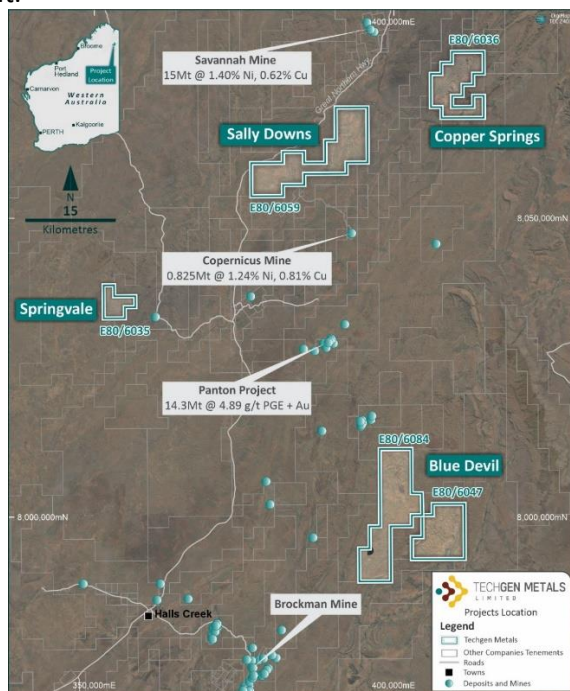 400,000mE
Savannah Mine
15Mt @ 1.40% Ni, 0.62% Cu
Great Northern Hwy
E80/6036
Broome
Port
Hedland
Project
Location
Carnarvon
Western
Australia
Kalgoorlie
PERTH
Sally Downs
Copper Springs
N
15
Kilometres
E80/6059
8,050,000mN
Copernicus Mine
0.825Mt @ 1.24% Ni, 0.81% Cu
Springvale
E80/6035
Panton Project
14.3Mt @ 4.89 g/t PGE + Au
E80/6084
Blue Devil
E80/6047
8,000,000mN
8,000,000mN
TECHGEN METALS
LIMITED
Projects Location
Halls Creek
Brockman Mine
Legend
Techgen Metals
Other Companies Tenements
Roads
Towns
Deposits and Mines
350,000mE
400,000mE